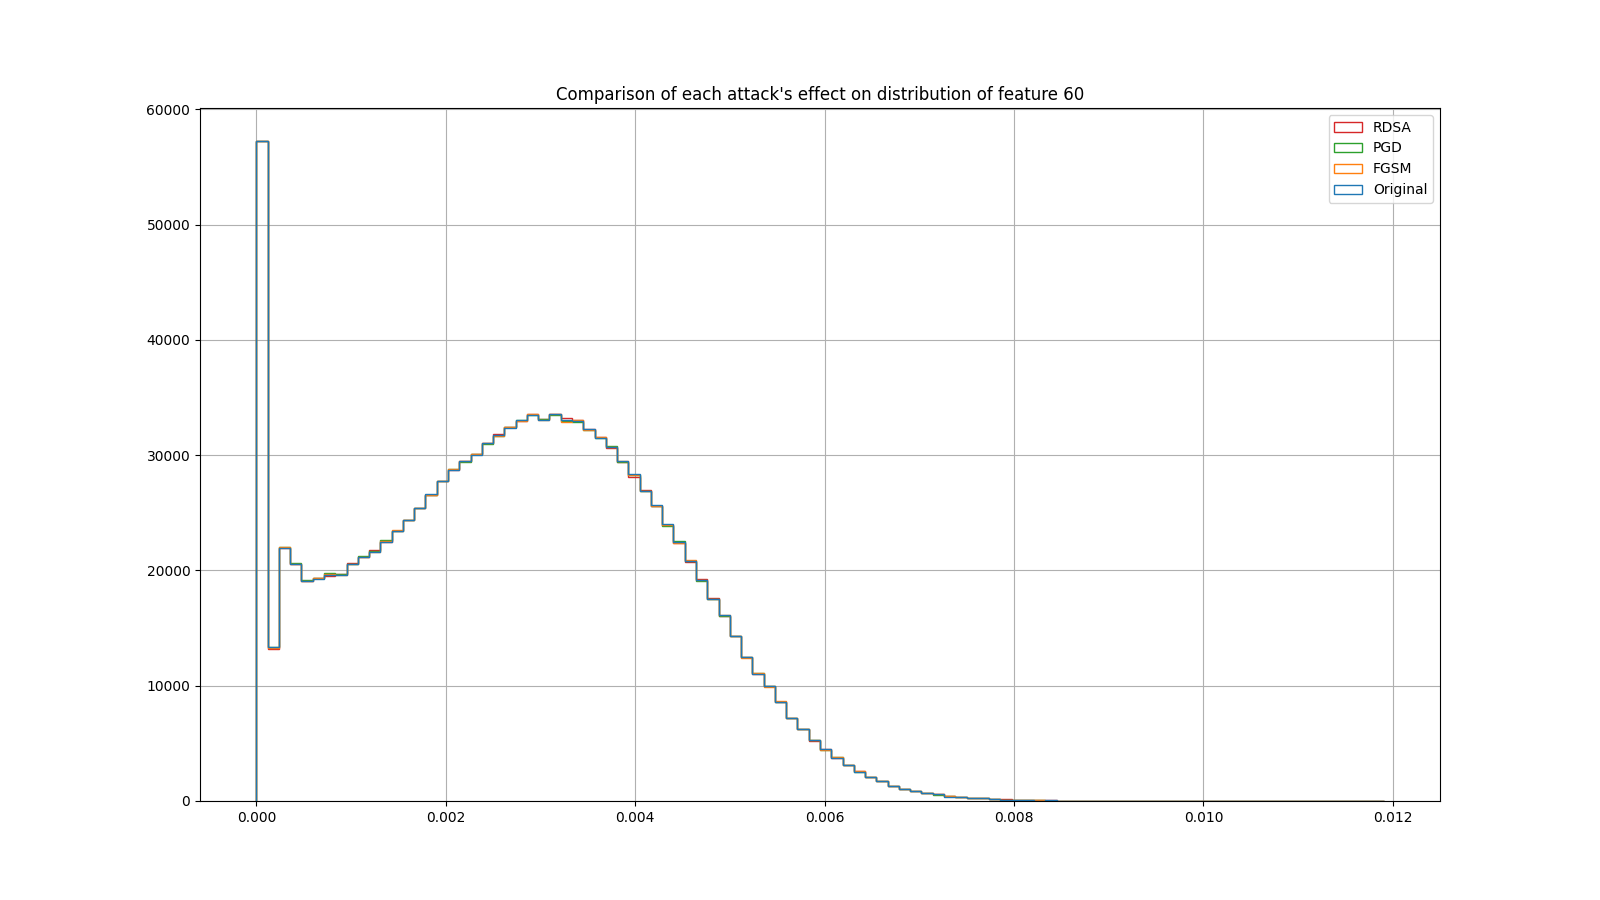 Comparison of each attack's effect on distribution of feature 60
60000
50000
40000
30000
20000
10000
0
0.000 0.002 0.004 0.006 0.008 0.010 0.012
RDSA
PGD
FGSM
Original